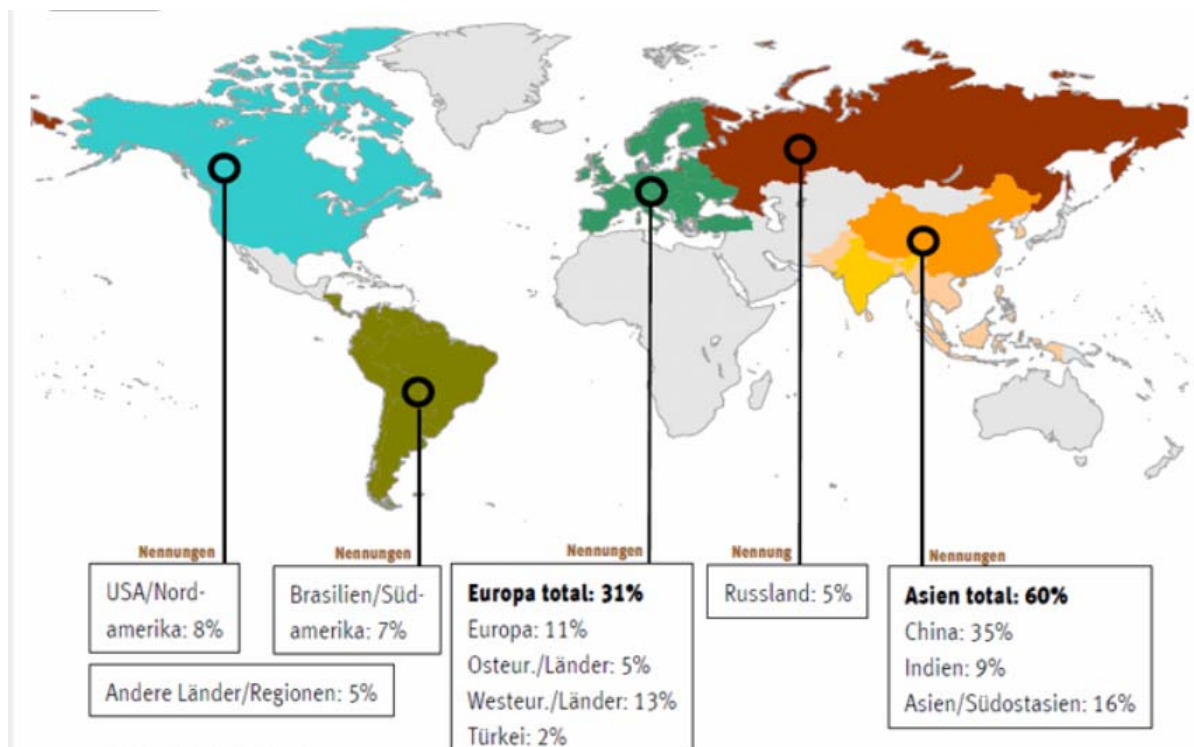 Nennungen
USA/Nord-
amerika: 8%
Andere Länder/Regionen: 5%
Nennungen
Brasilien/Süd-
amerika: 7%
Nennungen
Europa total: 31%
Europa: 11%
Osteur./Länder: 5%
Westeur./Länder: 13%
Türkei: 2%
Nennung
Russland: 5%
Nennungen
Asien total: 60%
China: 35%
Indien: 9%
Asien/Südostasien: 16%